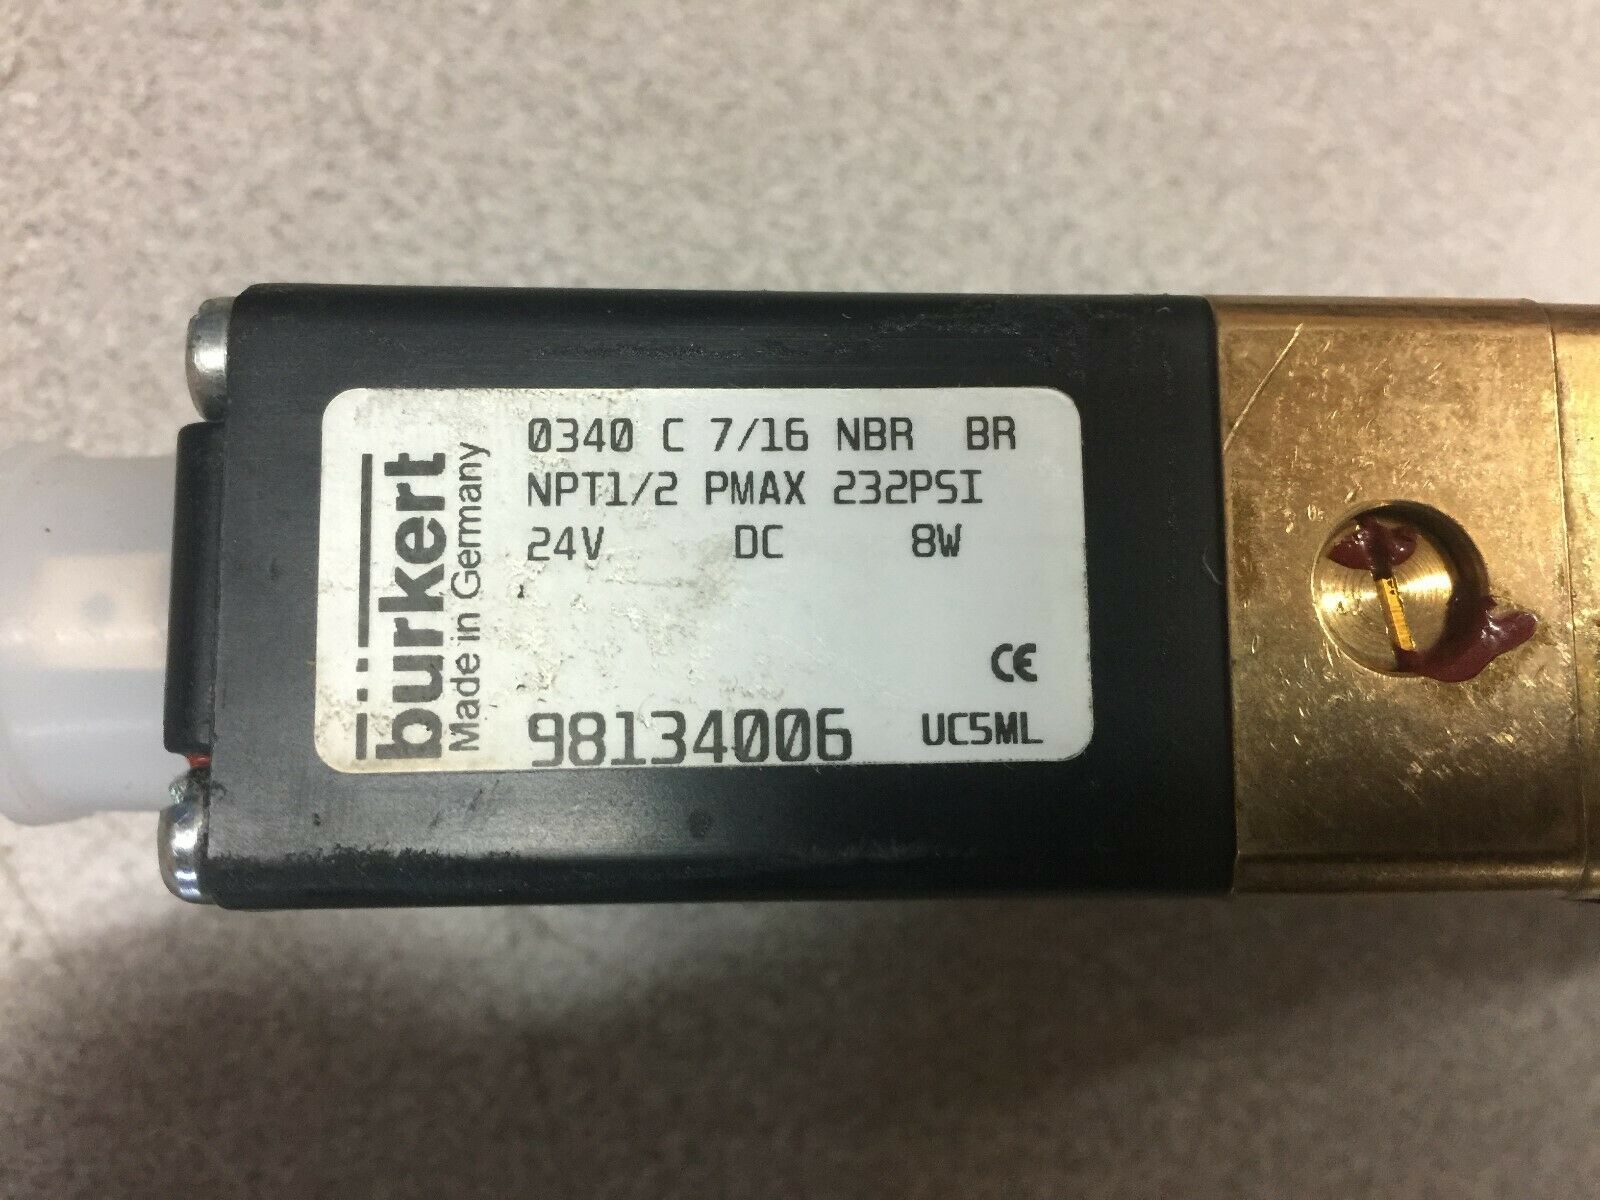 bürkert
Made in Germany
0340 C 7/16 NBR BR
NPT1/2 PMAX 232PSI
24V DC 8W
CE
98134006 UC5ML